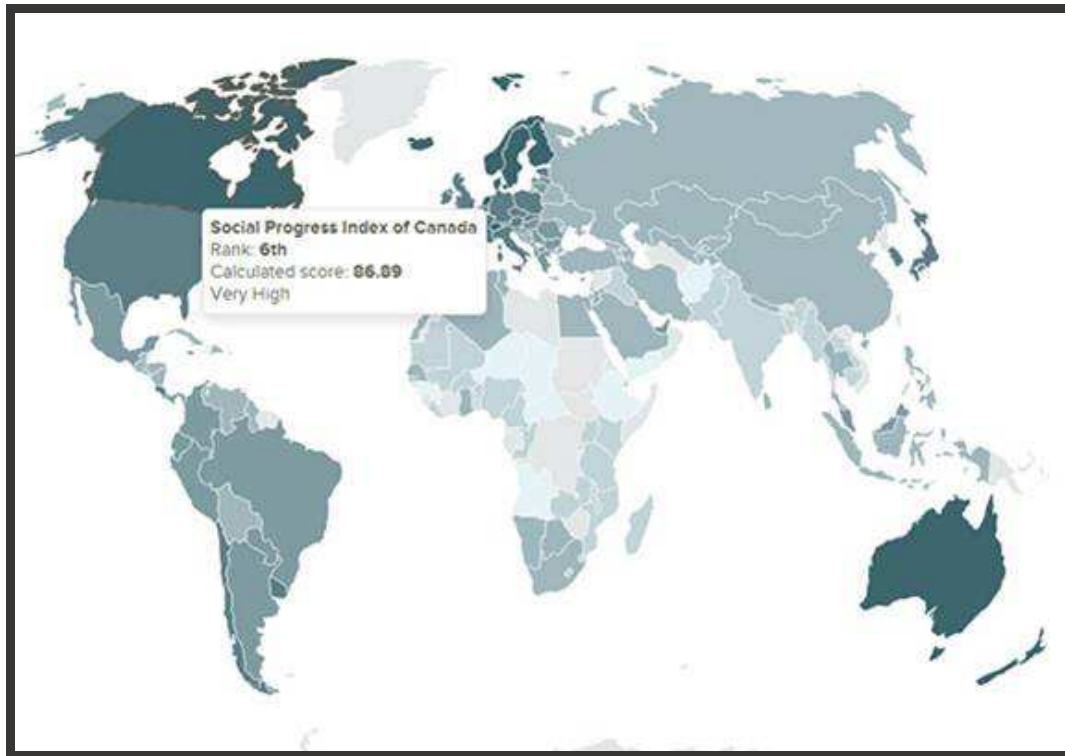 Social Progress Index of Canada
Rank: 6th
Calculated score: 86.89
Very High